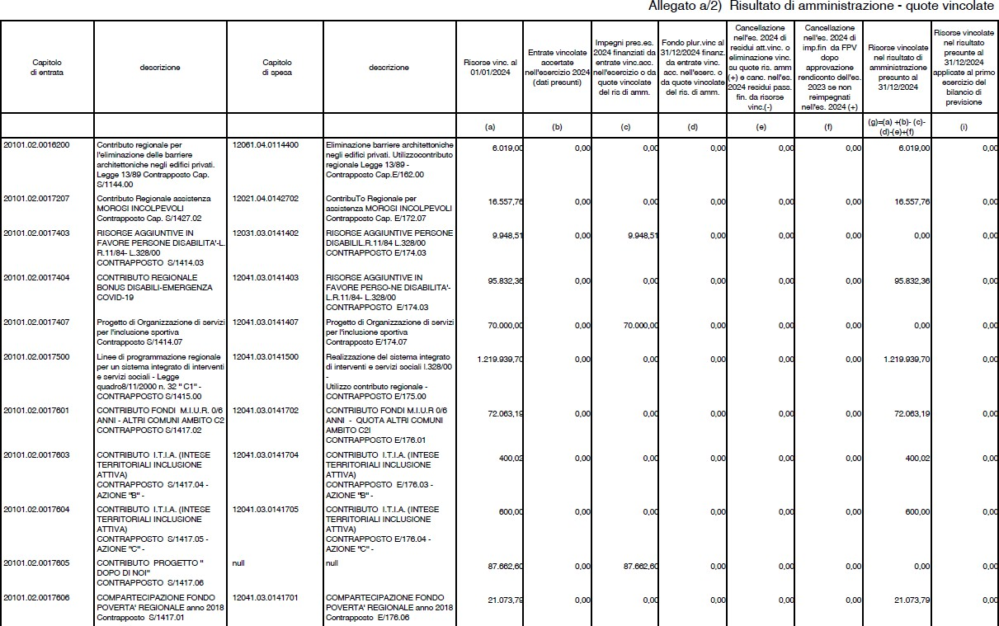 Allegato a/2) Risultato di amministrazione - quote vincolate
Capitolo
di entrata
descrizione
Capitolo
di spesa
descrizione
Risorse vinc. al
01/01/2024
Entrate vincolate
accertate
nell'esercizio 2024
(dati presunti)
Impegni pres.es.
2024 finanziati da
entrate vinc.acc.
nell'esercizio o da
quote vincolate
del ris di amm.
Fondo plur.vinc al
31/12/2024 finanz.
da entrate vinc.
acc. nell'eserc. o
da quote vincolate
del ris. di amm.
Cancellazione
nell'es. 2024 di
residui att.vinc. o
eliminazione vinc.
su quote ris. amm
(+) e canc. nell'es.
2024 residui pass.
fin. da risorse
vinc.(-)
Cancellazione
nell'es. 2024 di
imp.fin da FPV
dopo
approvazione
rendiconto dell'es.
2023 se non
reimpegnati
nell'es. 2024 (+)
Risorse vincolate
nel risultato di
amministrazione
presunto al
31/12/2024
Risorse vincolate
nel risultato
presunte al
31/12/2024
applicate al primo
esercizio del
bilancio di
previsione
(a)
(b)
(c)
(d)
(e)
(f)
(g)=(a) +(b)- (c)-
(d)-(e)+(f)
(i)
20101.02.0016200
Contributo regionale per
l'eliminazione delle barriere
architettoniche negli edifici privati.
Legge 13/89 Contrapposto Cap.
S/1144.00
12061.04.0114400
Eliminazione barriere architettoniche
negli edifici privati. Utilizzocontributo
regionale Legge 13/89 -
Contrapposto Cap.E/162.00
6.019,00 0,00 0,00 0,00 0,00 0,00 6.019,00 0,00
20101.02.0017207
Contributo Regionale assistenza
MOROSI INCOLPEVOLI
Contrapposto Cap. S/1427.02
12021.04.0142702
ContribuTo Regionale per
assistenza MOROSI INCOLPEVOLI
Contrapposto Cap. E/172.07
16.557,76 0,00 0,00 0,00 0,00 0,00 16.557,76 0,00
20101.02.0017403
RISORSE AGGIUNTIVE IN
FAVORE PERSONE DISABILITA'-L.
R.11/84- L.328/00
CONTRAPPOSTO S/1414.03
12031.03.0141402
RISORSE AGGIUNTIVE PERSONE
DISABILIL.R.11/84 L.328/00
CONTRAPPOSTO E/174.03
9.948,51 0,00 9.948,51 0,00 0,00 0,00 0,00 0,00
20101.02.0017404
CONTRIBUTO REGIONALE
BONUS DISABILI-EMERGENZA
COVID-19
12041.03.0141403
RISORSE AGGIUNTIVE IN
FAVORE PERSO-NE DISABILITA'-
L.R.11/84- L.328/00
CONTRAPPOSTO E/174.03
95.832,36 0,00 0,00 0,00 0,00 0,00 95.832,36 0,00
20101.02.0017407
Progetto di Organizzazione di servizi
per l'inclusione sportiva
Contrapposto S/1414.07
12041.03.0141407
Progetto di Organizzazione di servizi
per l'inclusione sportiva
Contrapposto E/174.07
70.000,00 0,00 70.000,00 0,00 0,00 0,00 0,00 0,00
20101.02.0017500
Linee di programmazione regionale
per un sistema integrato di interventi
e servizi sociali - Legge
quadro8/11/2000 n. 32 " C1" -
CONTRAPPOSTO S/1415.00
12041.03.0141500
Realizzazione del sistema integrato
di interventi e servizi sociali l.328/00
-
Utilizzo contributo regionale -
CONTRAPPOSTO E/175.00
1.219.939,70 0,00 0,00 0,00 0,00 0,00 1.219.939,70 0,00
20101.02.0017601
CONTRIBUTO FONDI M.I.U.R. 0/6
ANNI - ALTRI COMUNI AMBITO C2
CONTRAPPOSTO S/1417.02
12041.03.0141702
CONTRIBUTO FONDI M.I.U.R 0/6
ANNI - QUOTA ALTRI COMUNI
AMBITO C2I
CONTRAPPOSTO E/176.01
72.063,19 0,00 0,00 0,00 0,00 0,00 72.063,19 0,00
20101.02.0017603
CONTRIBUTO I.T.I.A. (INTESE
TERRITORIALI INCLUSIONE
ATTIVA)
CONTRAPPOSTO S/1417.04 -
AZIONE "B" -
12041.03.0141704
CONTRIBUTO I.T.I.A. (INTESE
TERRITORIALI INCLUSIONE
ATTIVA)
CONTRAPPOSTO E/176.03 -
AZIONE "B" -
400,02 0,00 0,00 0,00 0,00 0,00 400,02 0,00
20101.02.0017604
CONTRIBUTO I.T.I.A. (INTESE
TERRITORIALI INCLUSIONE
ATTIVA)
CONTRAPPOSTO S/1417.05 -
AZIONE "C" -
12041.03.0141705
CONTRIBUTO I.T.I.A. (INTESE
TERRITORIALI INCLUSIONE
ATTIVA)
CONTRAPPOSTO E/176.04 -
AZIONE "C" -
600,00 0,00 0,00 0,00 0,00 0,00 600,00 0,00
20101.02.0017605
CONTRIBUTO PROGETTO "
DOPO DI NOI"
CONTRAPPOSTO S/1417.06
null
null
87.662,60 0,00 87.662,60 0,00 0,00 0,00 0,00 0,00
20101.02.0017606
COMPARTECIPAZIONE FONDO
POVERTA' REGIONALE anno 2018
Contrapposto S/1417.01
12041.03.0141701
COMPARTECIPAZIONE FONDO
POVERTA' REGIONALE anno 2018
Contrapposto E/176.06
21.073,79 0,00 0,00 0,00 0,00 0,00 21.073,79 0,00